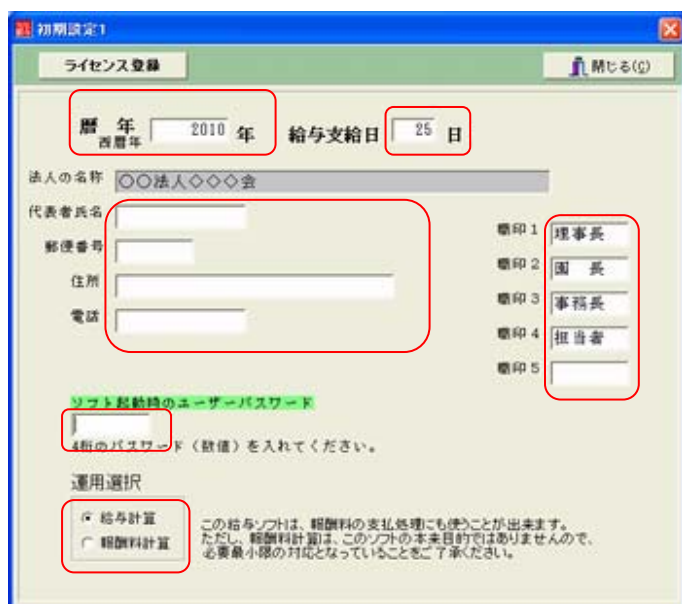 初期設定1
ライセンス登録
閉じる(C)
暦 年 2010 年 給与支給日 25 日
西暦年
法人の名称 〇〇法人◇◇◇会
代表者氏名
郵便番号
住所
電話
欄印1 理事長
欄印2 園 長
欄印3 事務長
欄印4 担当者
欄印5
ソフト起動時のユーザーパスワード
4桁のパスワード（数値）を入れてください。
運用選択
給与計算
報酬料計算
この給与ソフトは、報酬料の支払処理にも使うことが出来ます。
ただし、報酬料計算は、このソフトの本来目的ではありませんので、
必要最小限の対応となっていることをご了承ください。